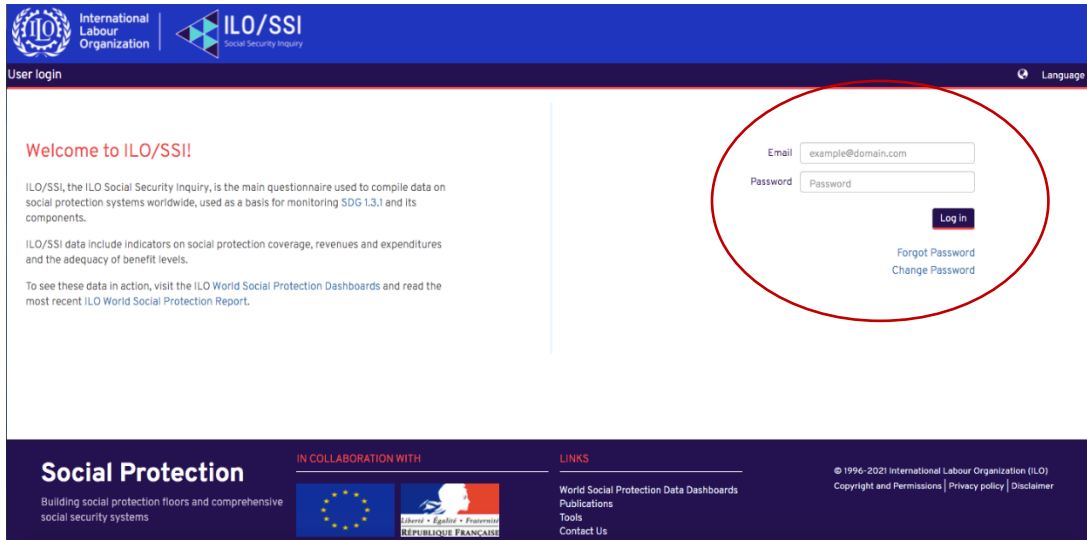 International
Labour
Organization
ILO/SSI
Social Security Inquiry
User login
Language
Welcome to ILO/SSI!
ILO/SSI, the ILO Social Security Inquiry, is the main questionnaire used to compile data on
social protection systems worldwide, used as a basis for monitoring SDG 1.3.1 and its
components.
ILO/SSI data include indicators on social protection coverage, revenues and expenditures
and the adequacy of benefit levels.
To see these data in action, visit the ILO World Social Protection Dashboards and read the
most recent ILO World Social Protection Report.
Email example@domain.com
Password Password
Log in
Forgot Password
Change Password
Social Protection
Building social protection floors and comprehensive
social security systems
IN COLLABORATION WITH
Liberté • Égalité • Fraternité
RÉPUBLIQUE FRANÇAISE
LINKS
World Social Protection Data Dashboards
Publications
Tools
Contact Us
© 1996-2021 International Labour Organization (ILO)
Copyright and Permissions | Privacy policy | Disclaimer